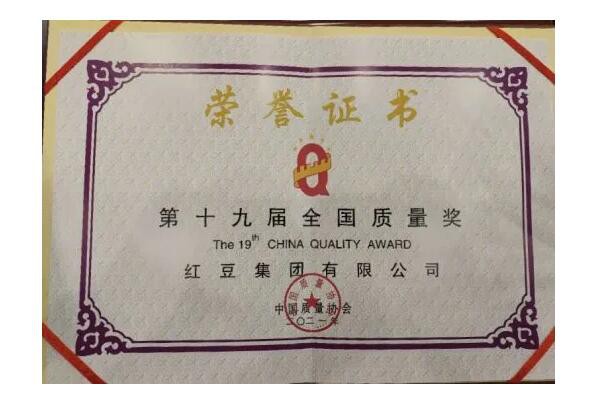 荣誉证书
Q
第十九届全国质量奖
The 19th CHINA QUALITY AWARD
红豆集团有限公司
中国质量协会
二〇二一年